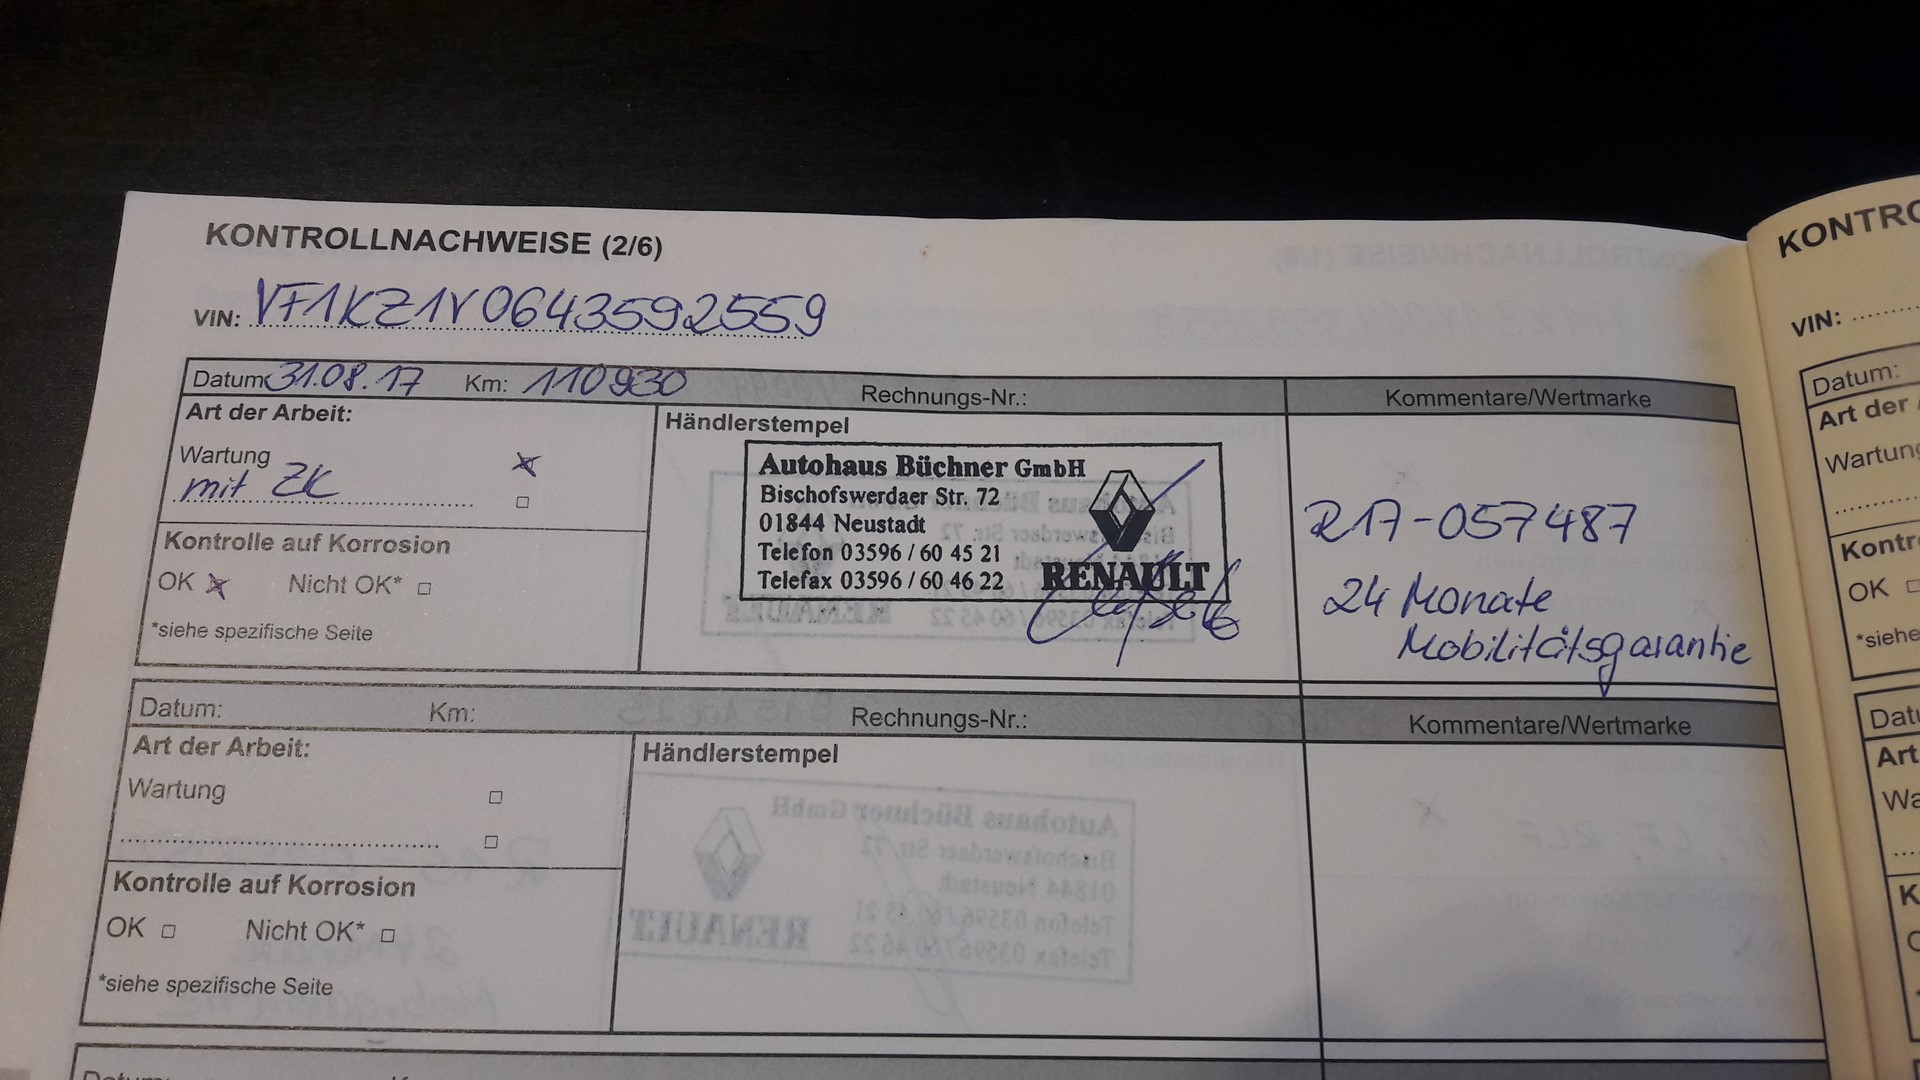 KONTROLLNACHWEISE (2/6)
VIN: VF1KZ1V0643592559
Datum 31.08.17 Km: 110930 Rechnungs-Nr.: Kommentare/Wertmarke
Art der Arbeit:
Wartung
mit ZK
Kontrolle auf Korrosion
OK Nicht OK*
*siehe spezifische Seite
Händlerstempel
Autohaus Büchner GmbH
Bischofswerdaer Str. 72
01844 Neustadt
Telefon 03596 / 60 45 21
Telefax 03596 / 60 46 22
RENAULT
R17-057487
24 Monate
Mobilitätsgarantie
Datum: Km: Rechnungs-Nr.: Kommentare/Wertmarke
Art der Arbeit:
Wartung
Kontrolle auf Korrosion
OK Nicht OK*
*siehe spezifische Seite
Händlerstempel
KONTRO
VIN:
Datum:
Art der
Wartung
Kontr
OK
*siehe
Datu
Art
Wa